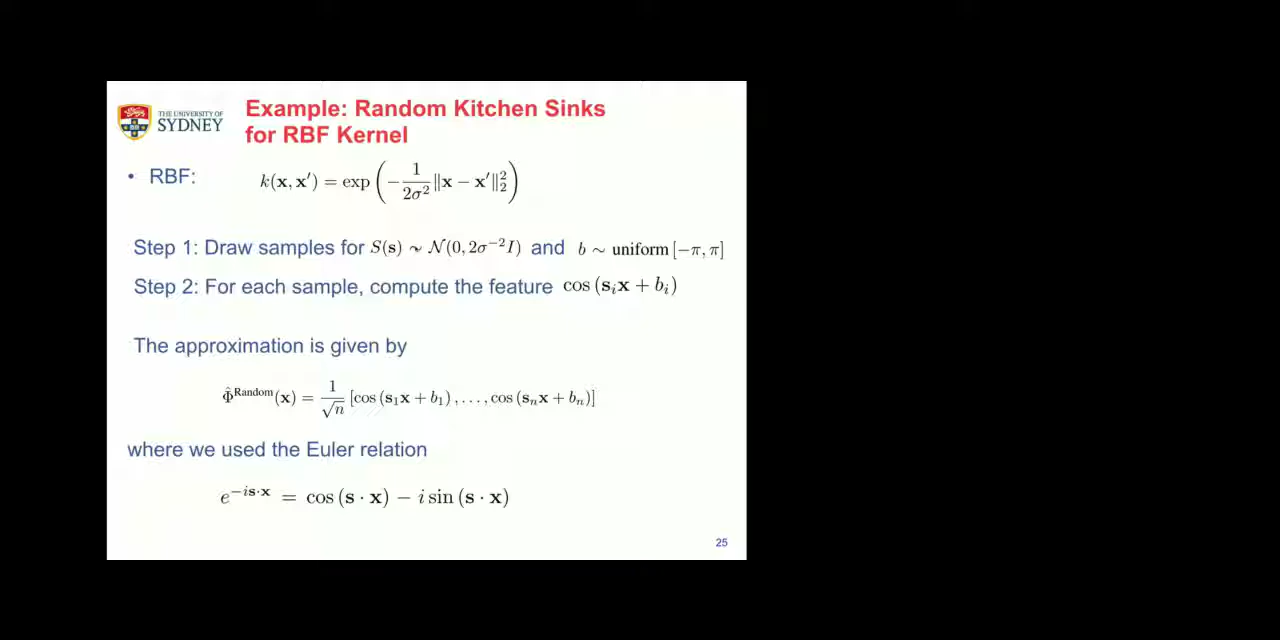 THE UNIVERSITY OF
SYDNEY
Example: Random Kitchen Sinks
for RBF Kernel
• RBF: k(x, x′) = exp(−1/2σ² ‖x − x′‖₂²)
Step 1: Draw samples for S(s) ∼ N(0, 2σ⁻²I) and b ∼ uniform [−π, π]
Step 2: For each sample, compute the feature cos (sᵢx + bᵢ)
The approximation is given by
Φ̂ᴿᵃⁿᵈᵒᵐ(x) = 1/√n [cos (s₁x + b₁) , . . . , cos (sₙx + bₙ)]
where we used the Euler relation
e^(−is·x) = cos (s · x) − i sin (s · x)
25